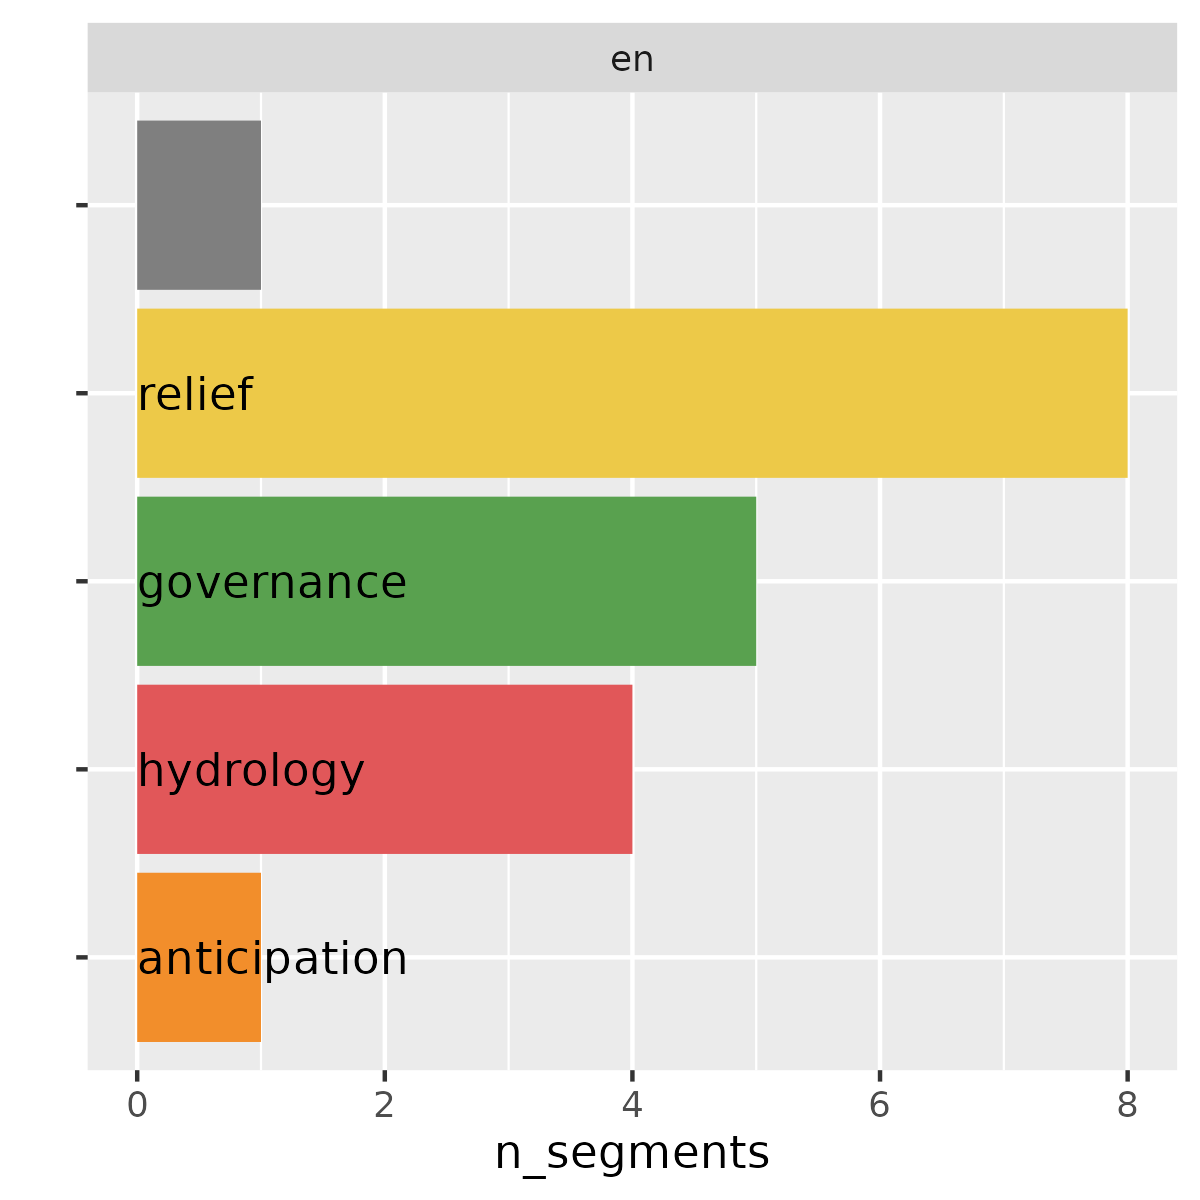 en
relief
governance
hydrology
anticipation
0 2 4 6 8
n_segments